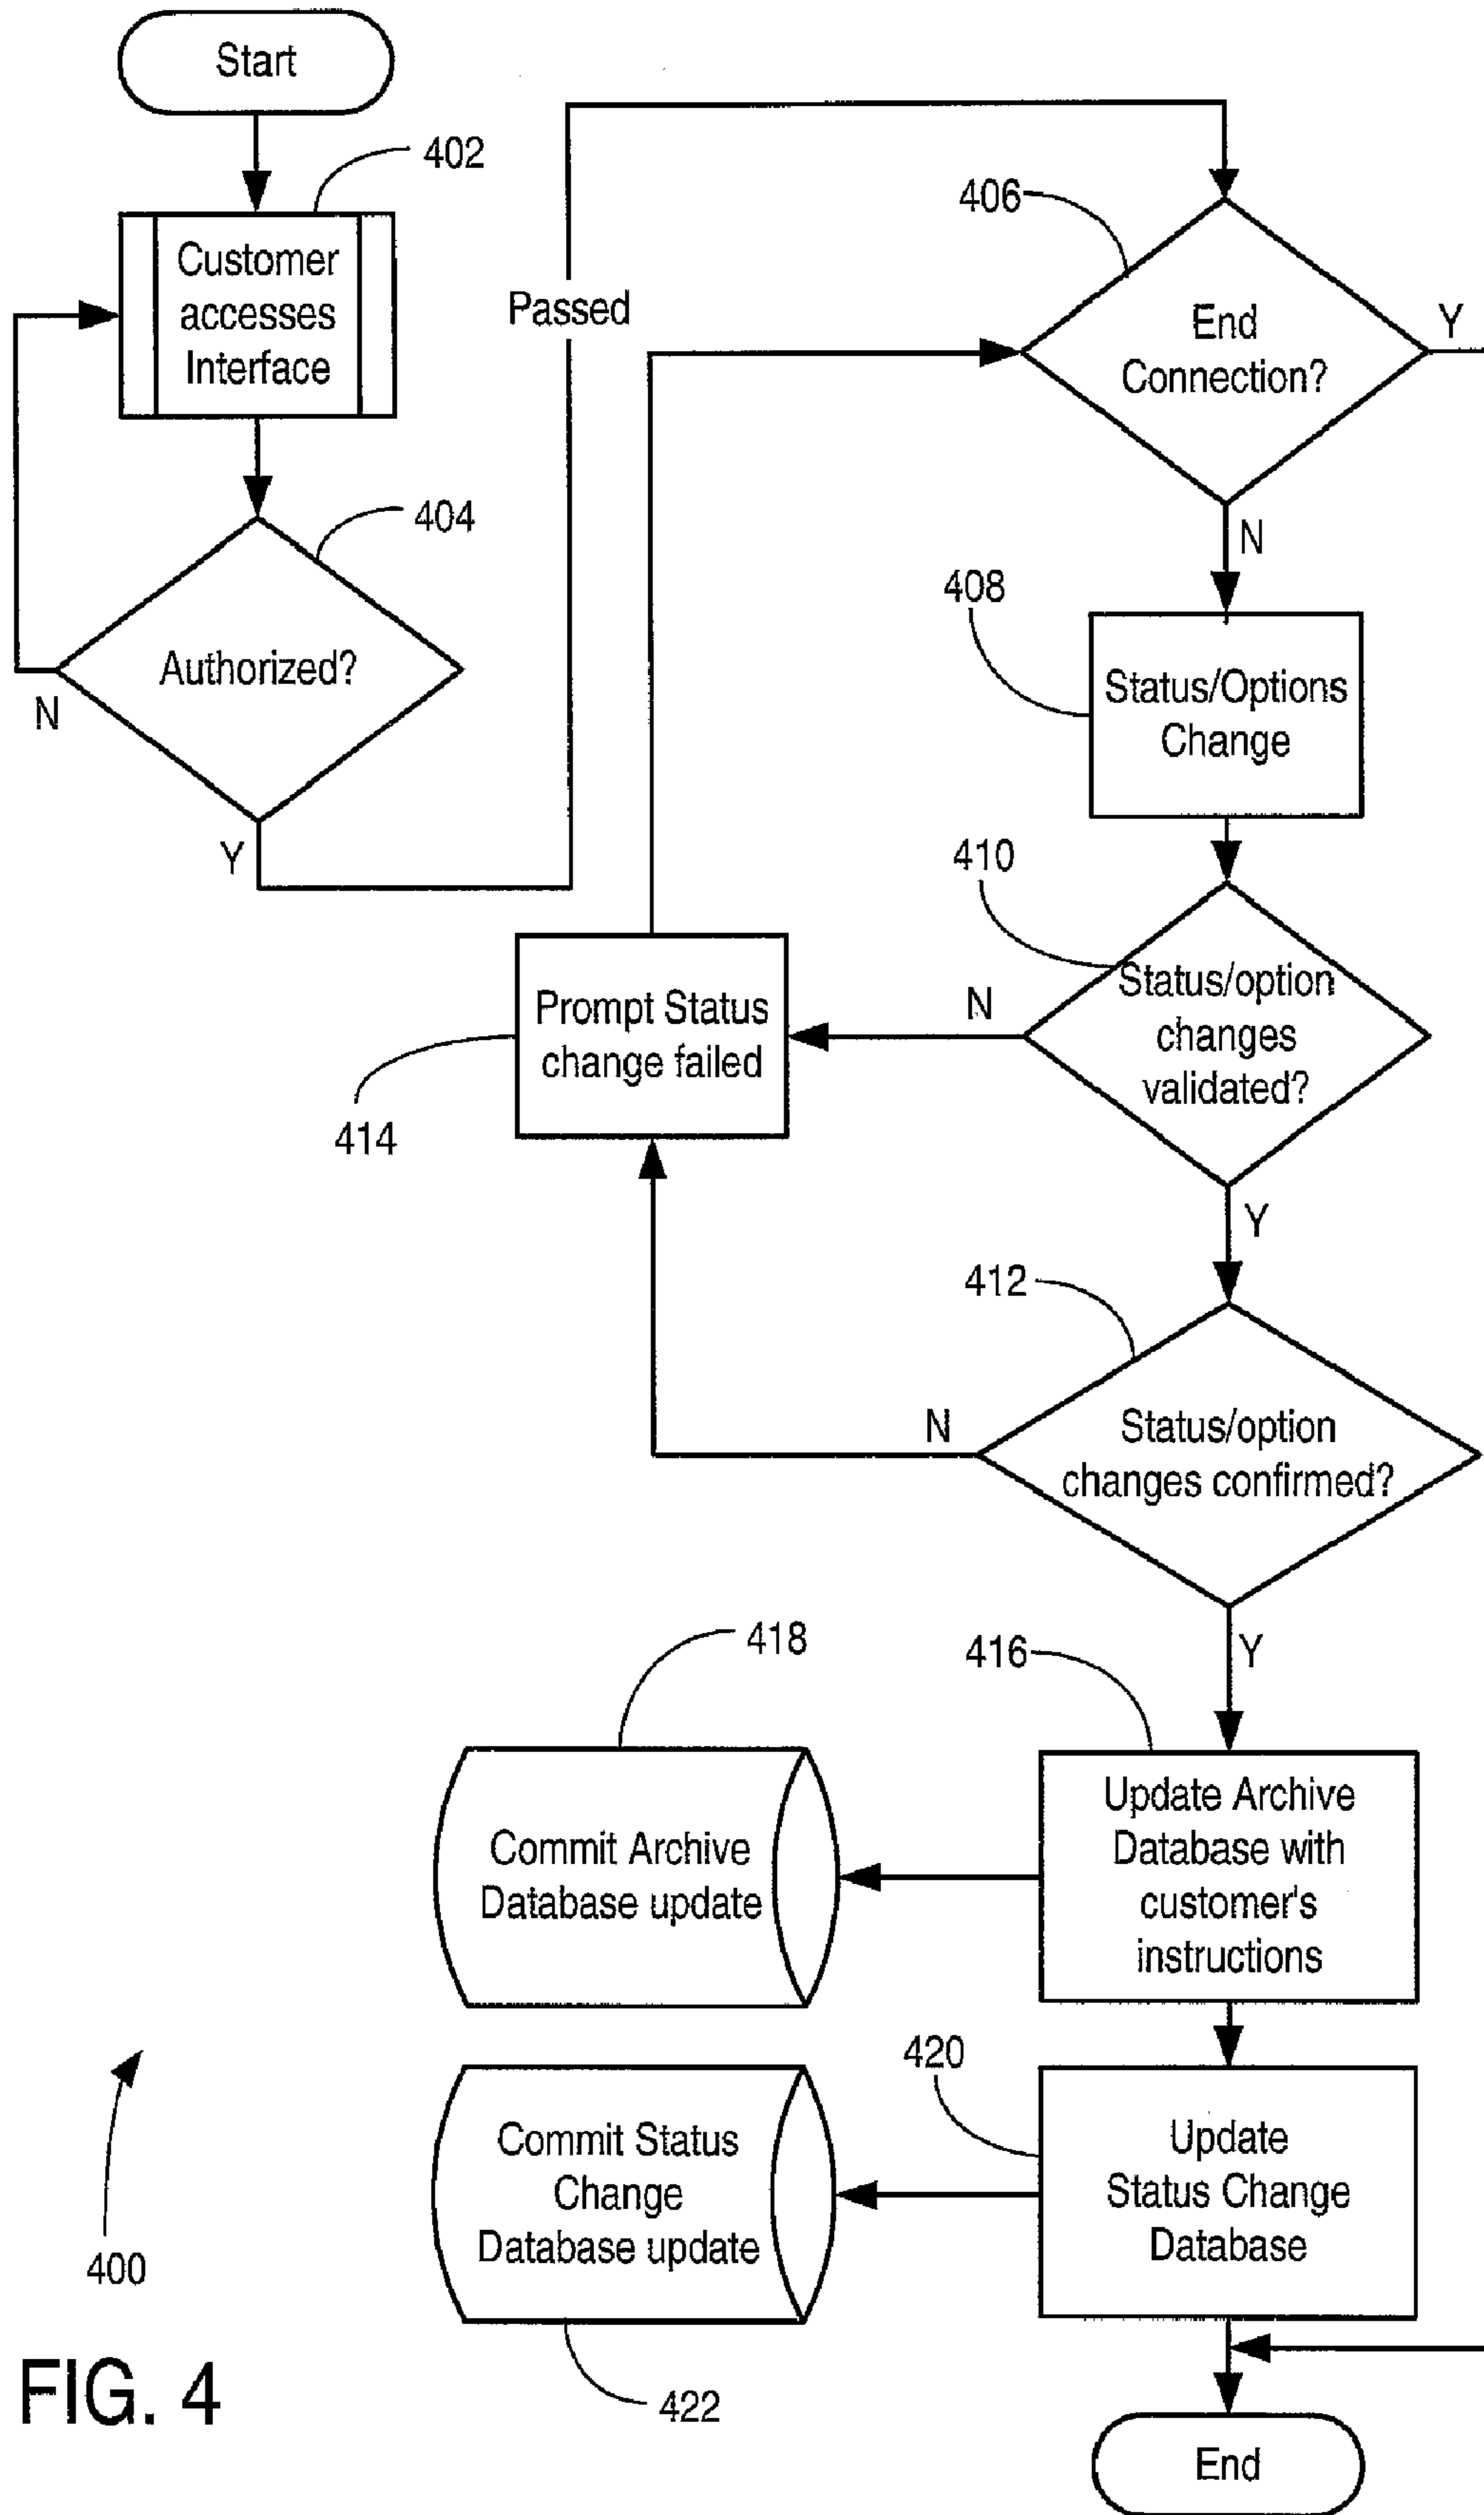 Start
402
Customer
accesses
Interface
404
Authorized?
N
Y
Passed
406
End
Connection?
Y
N
408
Status/Options
Change
410
Status/option
changes
validated?
N
Prompt Status
change failed
414
Y
412
Status/option
changes confirmed?
N
Y
416
Update Archive
Database with
customer's
instructions
418
Commit Archive
Database update
420
Update
Status Change
Database
Commit Status
Change
Database update
422
400
FIG. 4
End